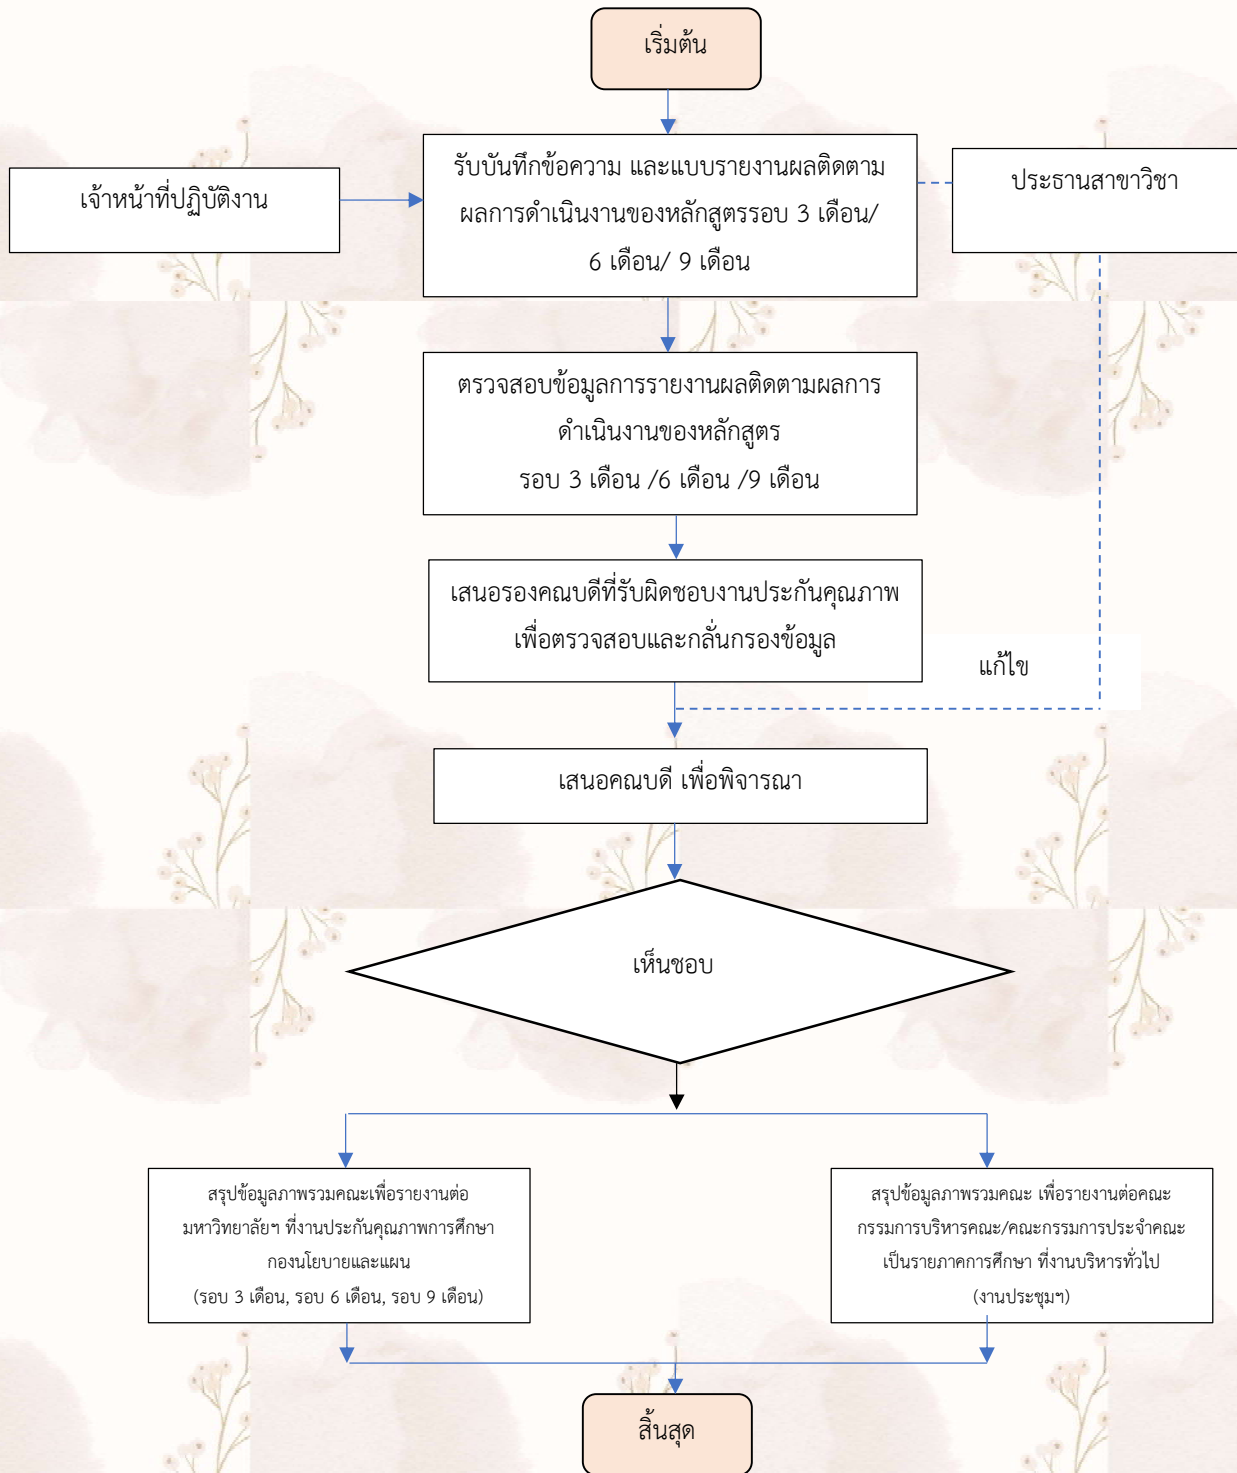 เริ่มต้น
เจ้าหน้าที่ปฏิบัติงาน
รับบันทึกข้อความ และแบบรายงานผลติดตาม
ผลการดำเนินงานของหลักสูตรรอบ 3 เดือน/
6 เดือน/ 9 เดือน
ประธานสาขาวิชา
ตรวจสอบข้อมูลการรายงานผลติดตามผลการ
ดำเนินงานของหลักสูตร
รอบ 3 เดือน /6 เดือน /9 เดือน
เสนอรองคณบดีที่รับผิดชอบงานประกันคุณภาพ
เพื่อตรวจสอบและกลั่นกรองข้อมูล
แก้ไข
เสนอคณบดี เพื่อพิจารณา
เห็นชอบ
สรุปข้อมูลภาพรวมคณะเพื่อรายงานต่อ
มหาวิทยาลัยฯ ที่งานประกันคุณภาพการศึกษา
กองนโยบายและแผน
(รอบ 3 เดือน, รอบ 6 เดือน, รอบ 9 เดือน)
สรุปข้อมูลภาพรวมคณะ เพื่อรายงานต่อคณะ
กรรมการบริหารคณะ/คณะกรรมการประจำคณะ
เป็นรายภาคการศึกษา ที่งานบริหารทั่วไป
(งานประชุมฯ)
สิ้นสุด